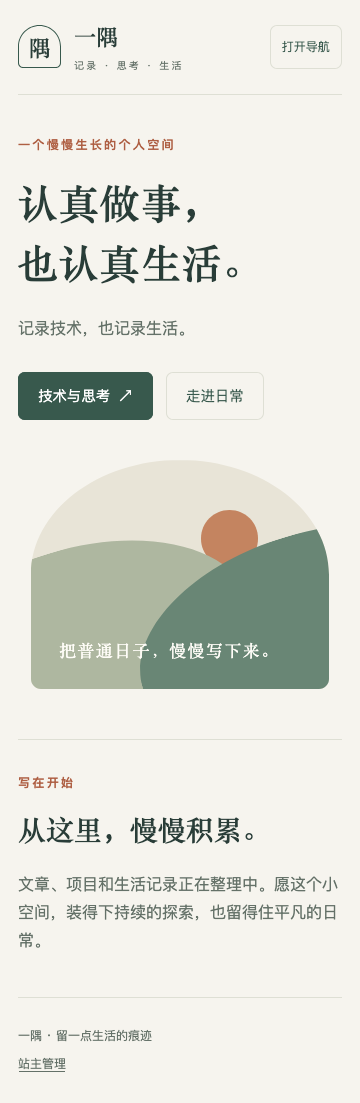 隅
一隅
记录 · 思考 · 生活
打开导航
一个慢慢生长的个人空间
认真做事，
也认真生活。
记录技术，也记录生活。
技术与思考 ↗
走进日常
把普通日子，慢慢写下来。
写在开始
从这里，慢慢积累。
文章、项目和生活记录正在整理中。愿这个小
空间，装得下持续的探索，也留得住平凡的日
常。
一隅 · 留一点生活的痕迹
站主管理